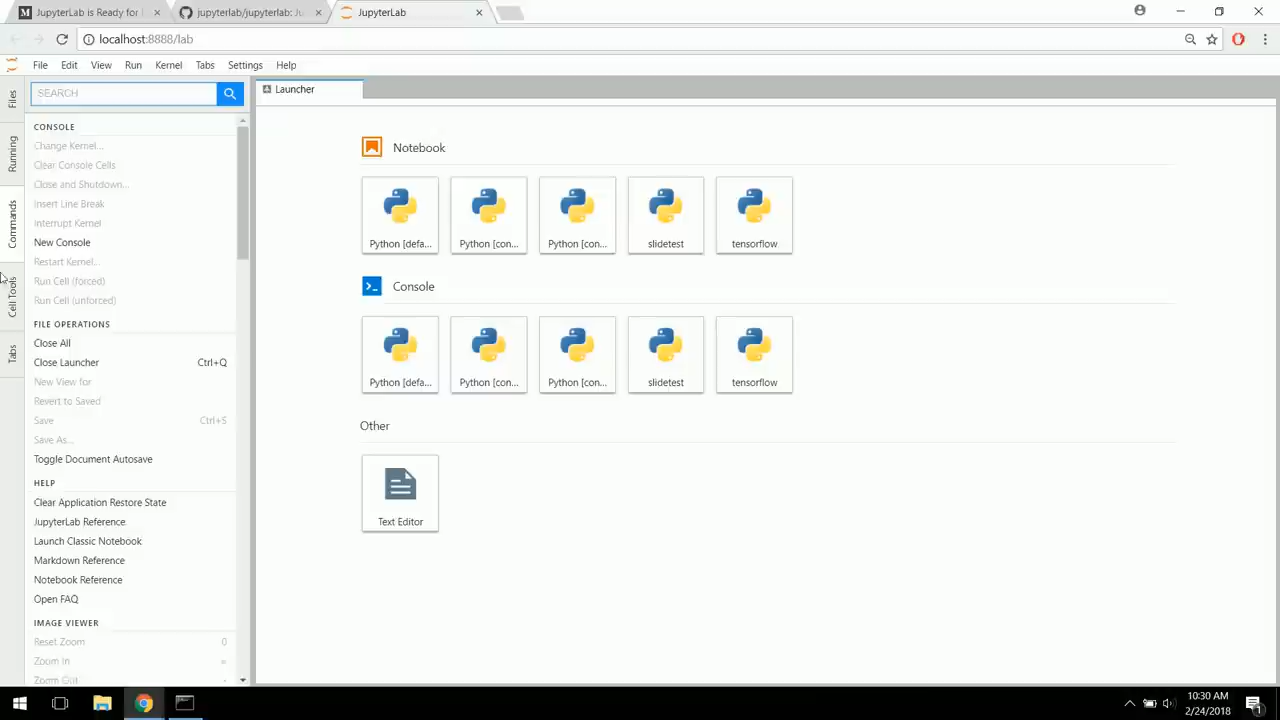 JupyterLab is Ready for
jupyterlab/jupyterlab: Ju
JupyterLab
localhost:8888/lab
File Edit View Run Kernel Tabs Settings Help
Files
Running
Commands
Cell Tools
Tabs
SEARCH
CONSOLE
Change Kernel...
Clear Console Cells
Close and Shutdown...
Insert Line Break
Interrupt Kernel
New Console
Restart Kernel...
Run Cell (forced)
Run Cell (unforced)
FILE OPERATIONS
Close All
Close Launcher Ctrl+Q
New View for
Revert to Saved
Save Ctrl+S
Save As...
Toggle Document Autosave
HELP
Clear Application Restore State
JupyterLab Reference
Launch Classic Notebook
Markdown Reference
Notebook Reference
Open FAQ
IMAGE VIEWER
Reset Zoom 0
Zoom In =
Zoom Out -
Launcher
Notebook
Python [defa... Python [con... Python [con... slidetest tensorflow
Console
Python [defa... Python [con... Python [con... slidetest tensorflow
Other
Text Editor
10:30 AM
2/24/2018
1